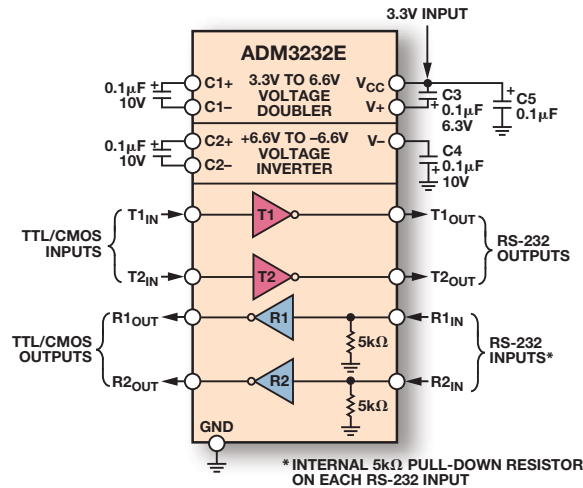 3.3V INPUT
ADM3232E
0.1µF
10V
+
C1+
C1–
3.3V TO 6.6V
VOLTAGE
DOUBLER
VCC
V+
+
C3
0.1µF
6.3V
+
C5
0.1µF
0.1µF
10V
+
C2+
C2–
+6.6V TO –6.6V
VOLTAGE
INVERTER
V–
C4
+
0.1µF
10V
TTL/CMOS
INPUTS
T1IN
T1
T1OUT
T2IN
T2
T2OUT
RS-232
OUTPUTS
TTL/CMOS
OUTPUTS
R1OUT
R1
R1IN
5kΩ
R2OUT
R2
R2IN
5kΩ
RS-232
INPUTS*
GND
* INTERNAL 5kΩ PULL-DOWN RESISTOR
ON EACH RS-232 INPUT